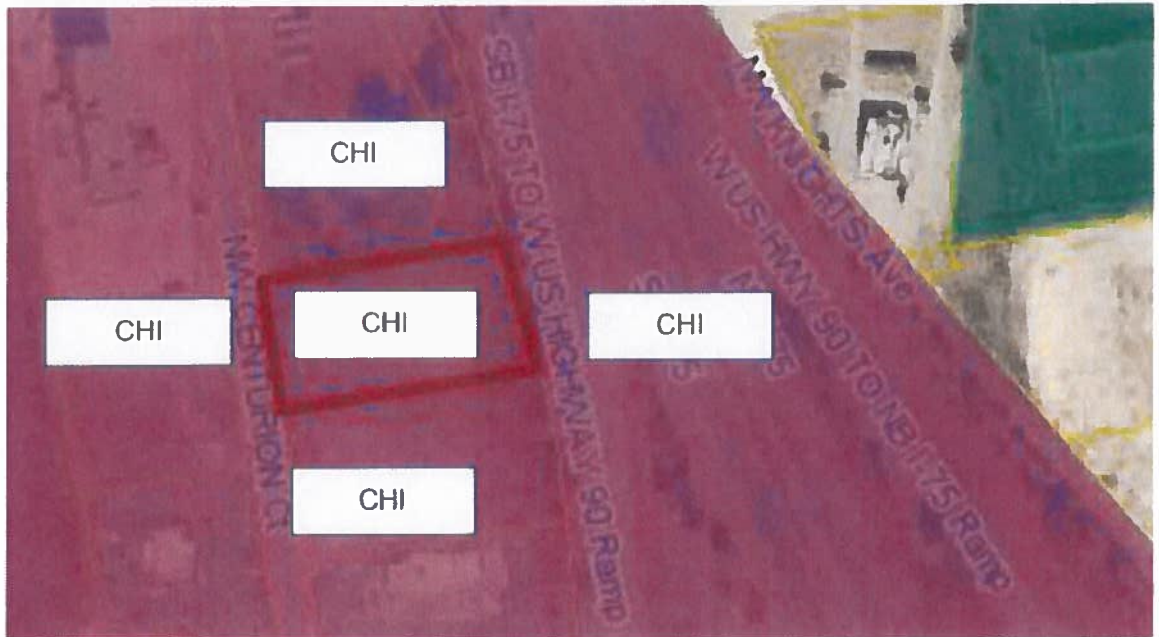 CHI
SB I-75 TO W US HIGHWAY 90 Ramp
W US HWY 90 TO NB I-75 Ramp
CHI
CHI
CHI
NW CENTURION Ct
CHI